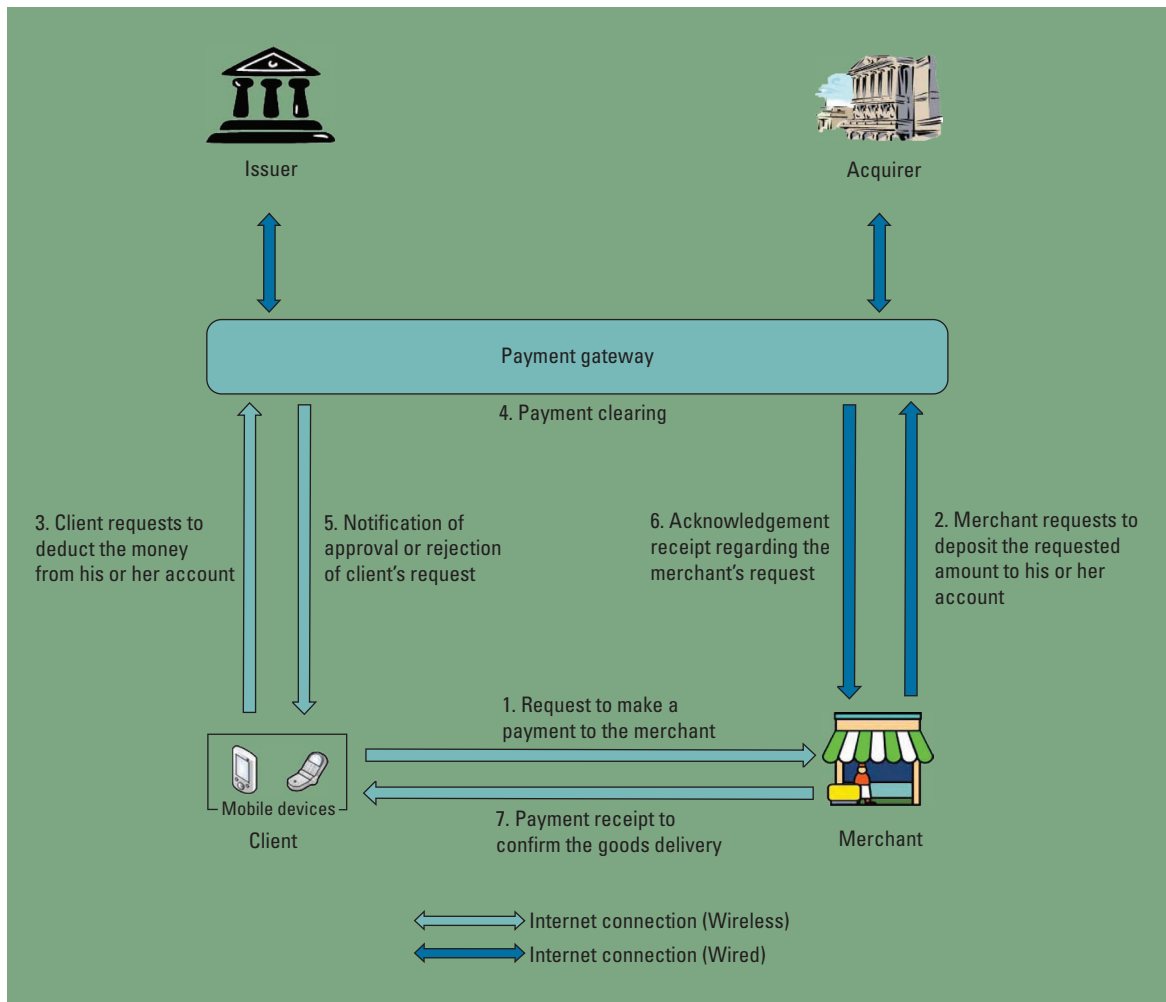 Issuer
Acquirer
Payment gateway
4. Payment clearing
3. Client requests to
deduct the money
from his or her account
5. Notification of
approval or rejection
of client's request
6. Acknowledgement
receipt regarding the
merchant's request
2. Merchant requests to
deposit the requested
amount to his or her
account
1. Request to make a
payment to the merchant
Mobile devices
Client
7. Payment receipt to
confirm the goods delivery
Merchant
Internet connection (Wireless)
Internet connection (Wired)